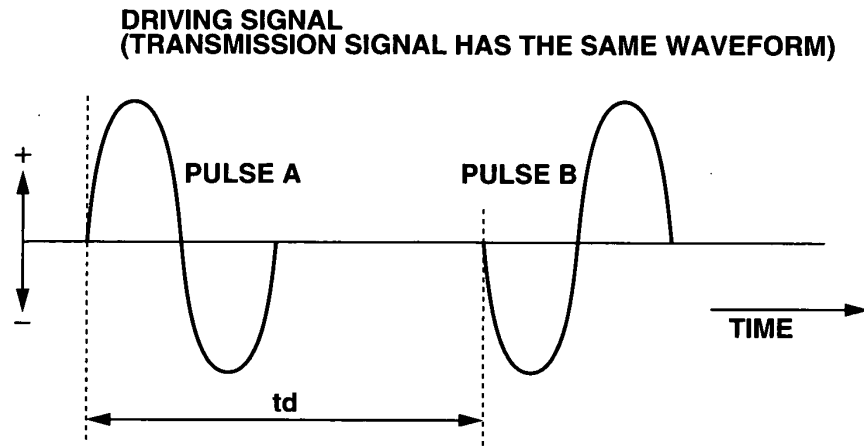 DRIVING SIGNAL
(TRANSMISSION SIGNAL HAS THE SAME WAVEFORM)
+
PULSE A
PULSE B
−
TIME
td